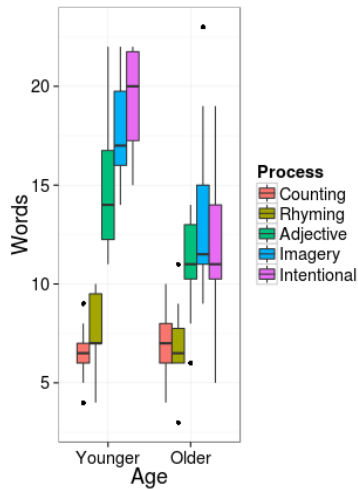 Words
20
15
10
5
Younger Older
Age
Process
Counting
Rhyming
Adjective
Imagery
Intentional